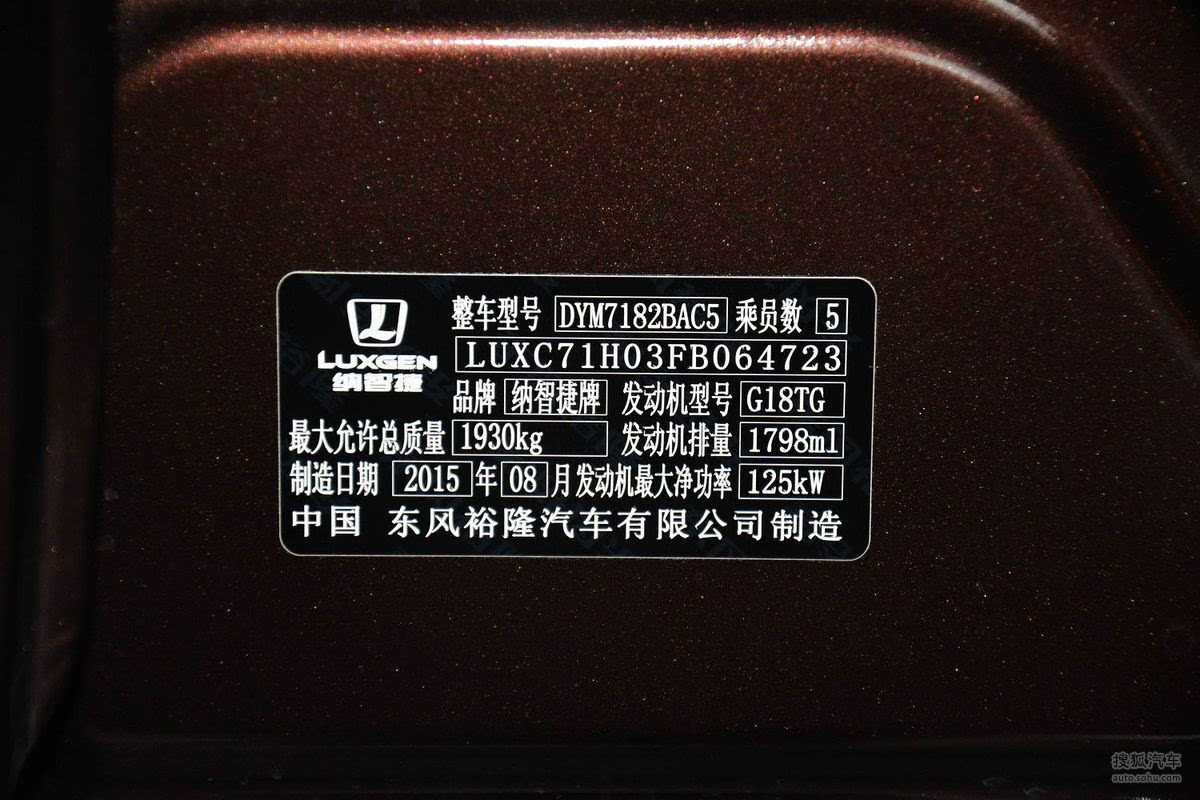 LUXGEN
纳智捷
整车型号 DYM7182BAC5 乘员数 5
LUXC71H03FB064723
品牌 纳智捷牌 发动机型号 G18TG
最大允许总质量 1930kg 发动机排量 1798ml
制造日期 2015 年 08 月 发动机最大净功率 125kW
中国 东风裕隆汽车有限公司制造
搜狐汽车
auto.sohu.com